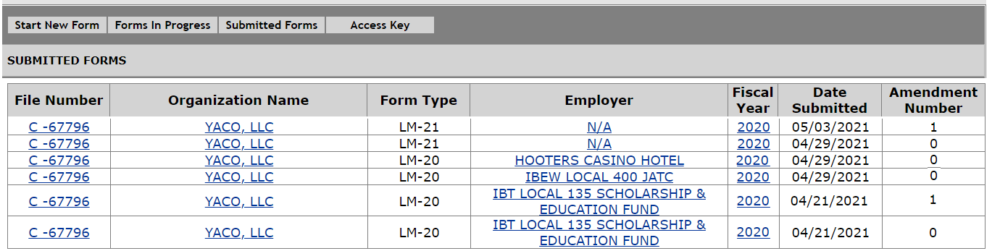 Start New Form Forms In Progress Submitted Forms Access Key
SUBMITTED FORMS
File Number Organization Name Form Type Employer Fiscal Year Date Submitted Amendment Number
C -67796 YACO, LLC LM-21 N/A 2020 05/03/2021 1
C -67796 YACO, LLC LM-21 N/A 2020 04/29/2021 0
C -67796 YACO, LLC LM-20 HOOTERS CASINO HOTEL 2020 04/29/2021 0
C -67796 YACO, LLC LM-20 IBEW LOCAL 400 JATC 2020 04/29/2021 0
C -67796 YACO, LLC LM-20 IBT LOCAL 135 SCHOLARSHIP & EDUCATION FUND 2020 04/21/2021 1
C -67796 YACO, LLC LM-20 IBT LOCAL 135 SCHOLARSHIP & EDUCATION FUND 2020 04/21/2021 0